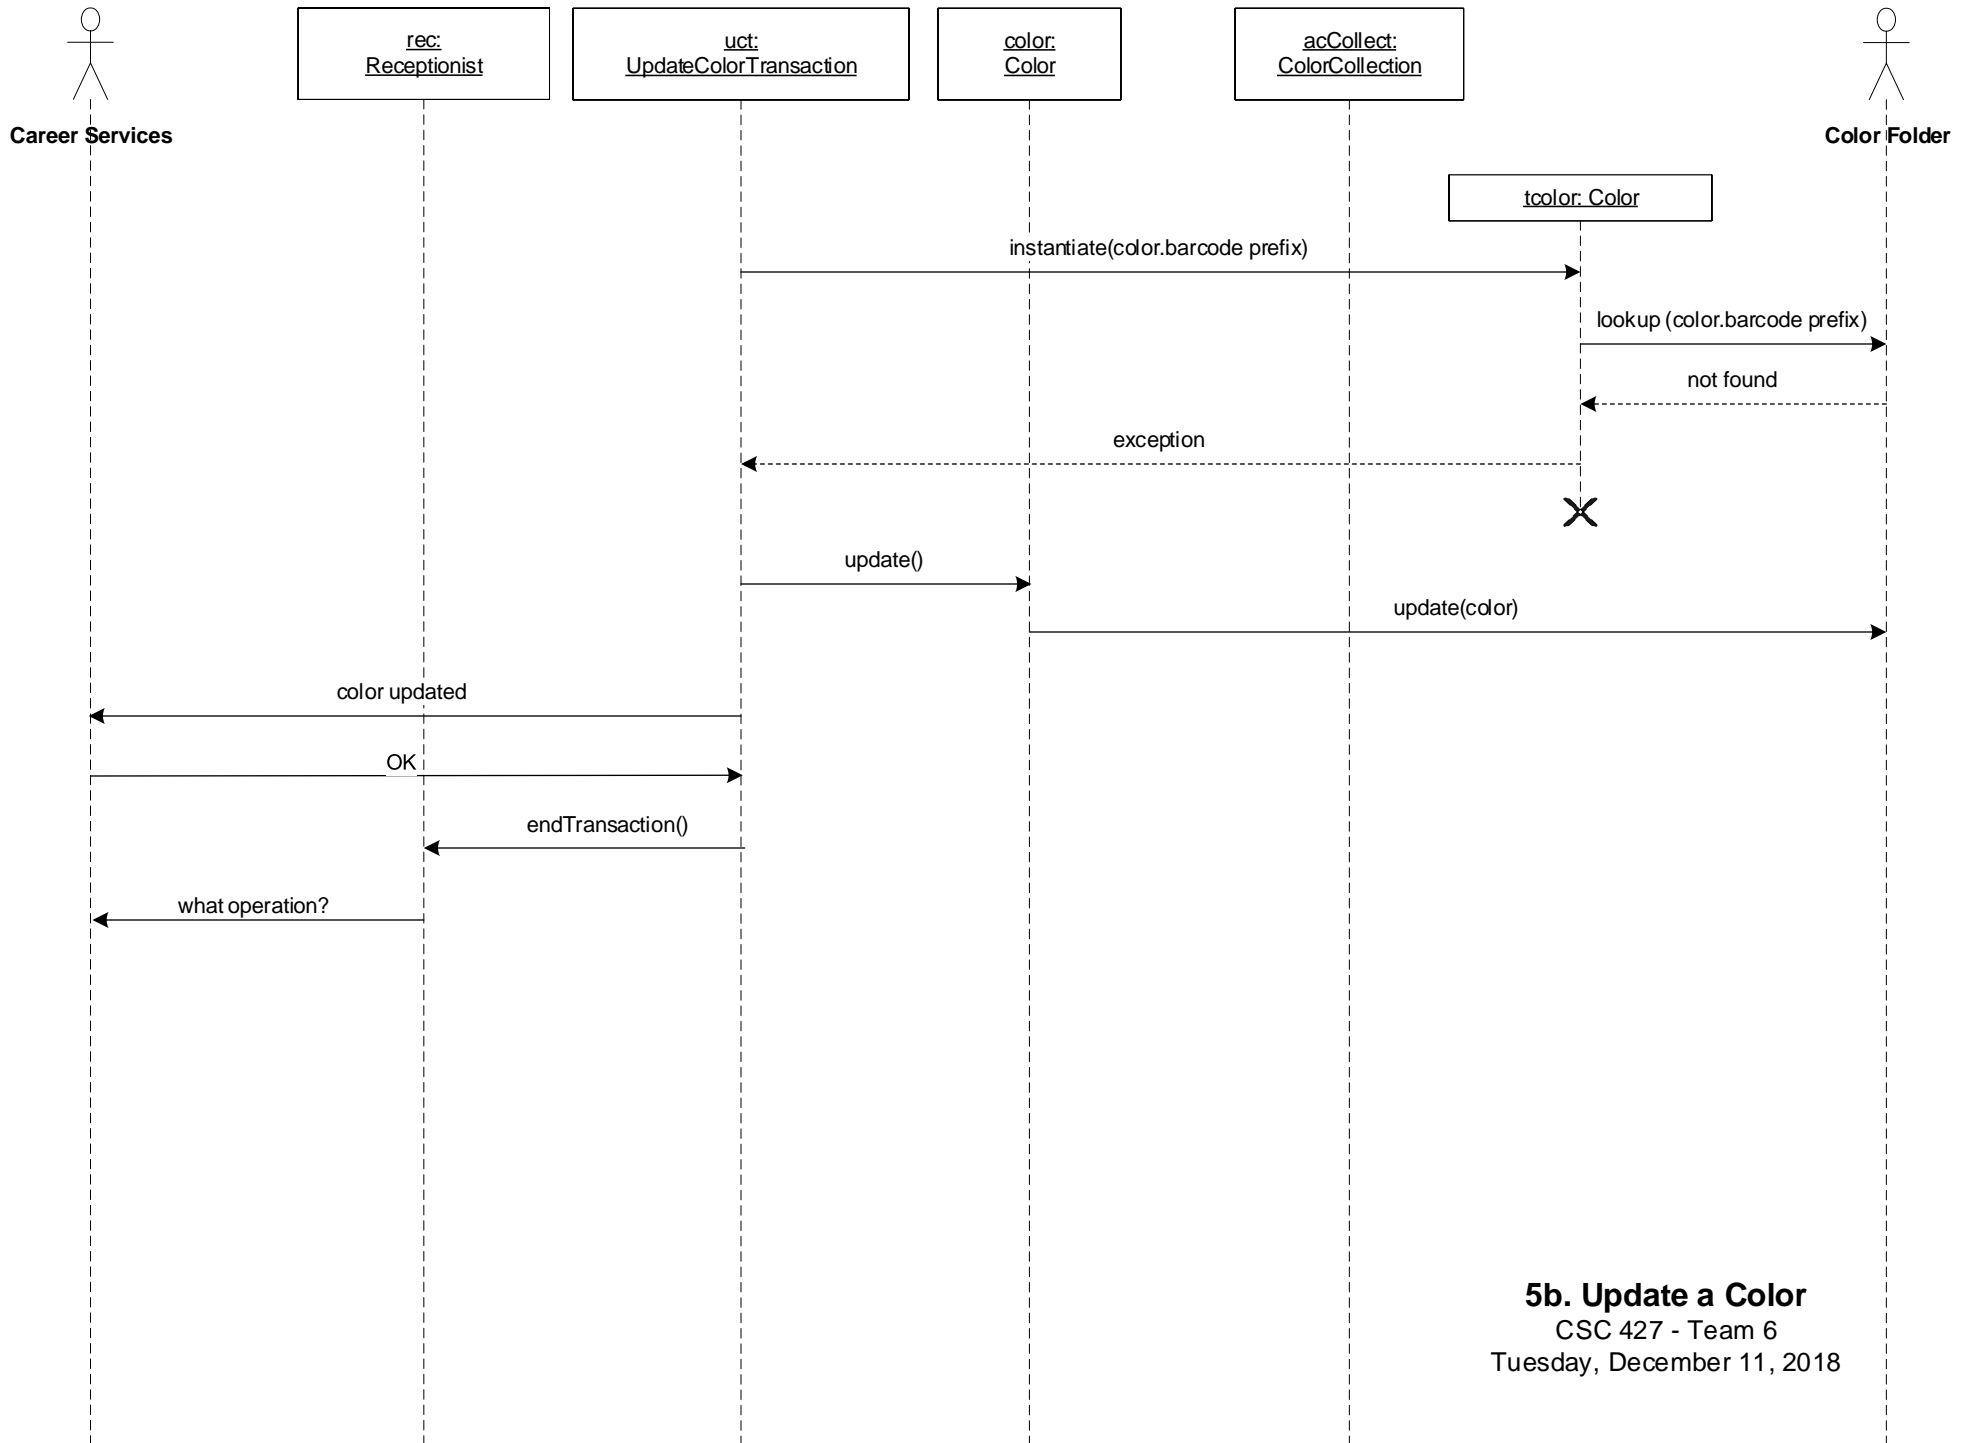 rec:
Receptionist
uct:
UpdateColorTransaction
color:
Color
acCollect:
ColorCollection
Career Services
Color Folder
tcolor: Color
instantiate(color.barcode prefix)
lookup (color.barcode prefix)
not found
exception
update()
update(color)
color updated
OK
endTransaction()
what operation?
5b. Update a Color
CSC 427 - Team 6
Tuesday, December 11, 2018